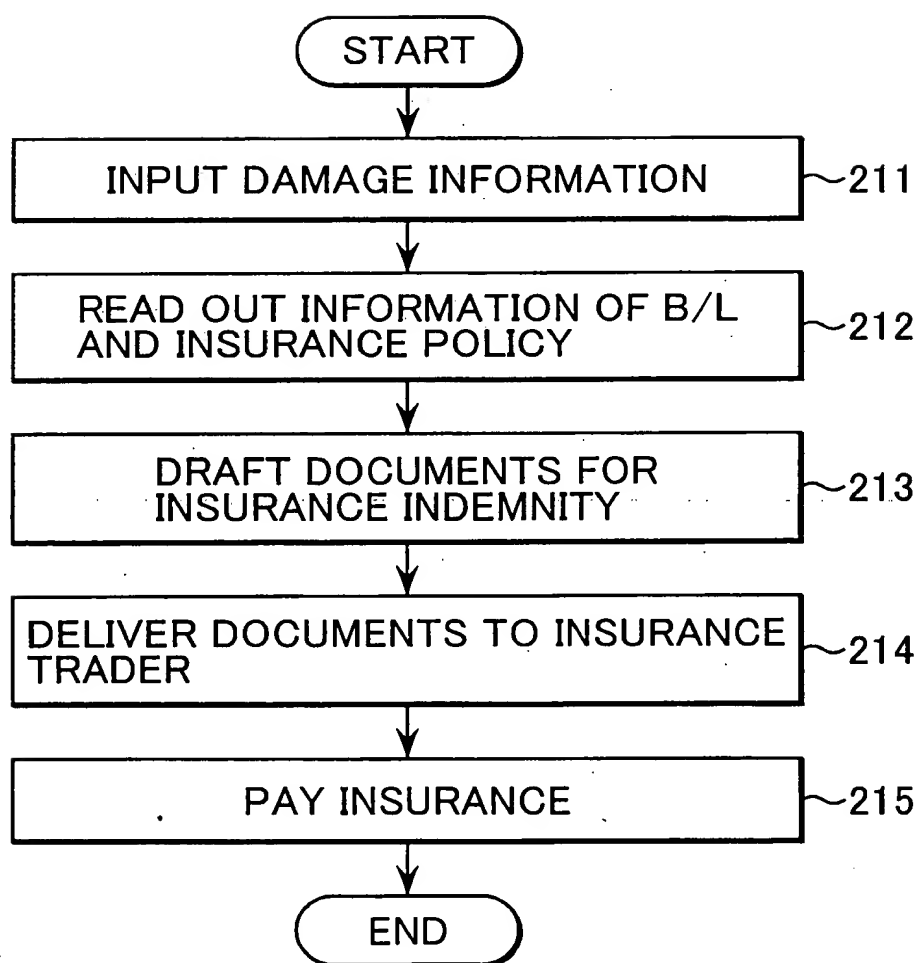 START
INPUT DAMAGE INFORMATION
211
READ OUT INFORMATION OF B/L
AND INSURANCE POLICY
212
DRAFT DOCUMENTS FOR
INSURANCE INDEMNITY
213
DELIVER DOCUMENTS TO INSURANCE
TRADER
214
PAY INSURANCE
215
END